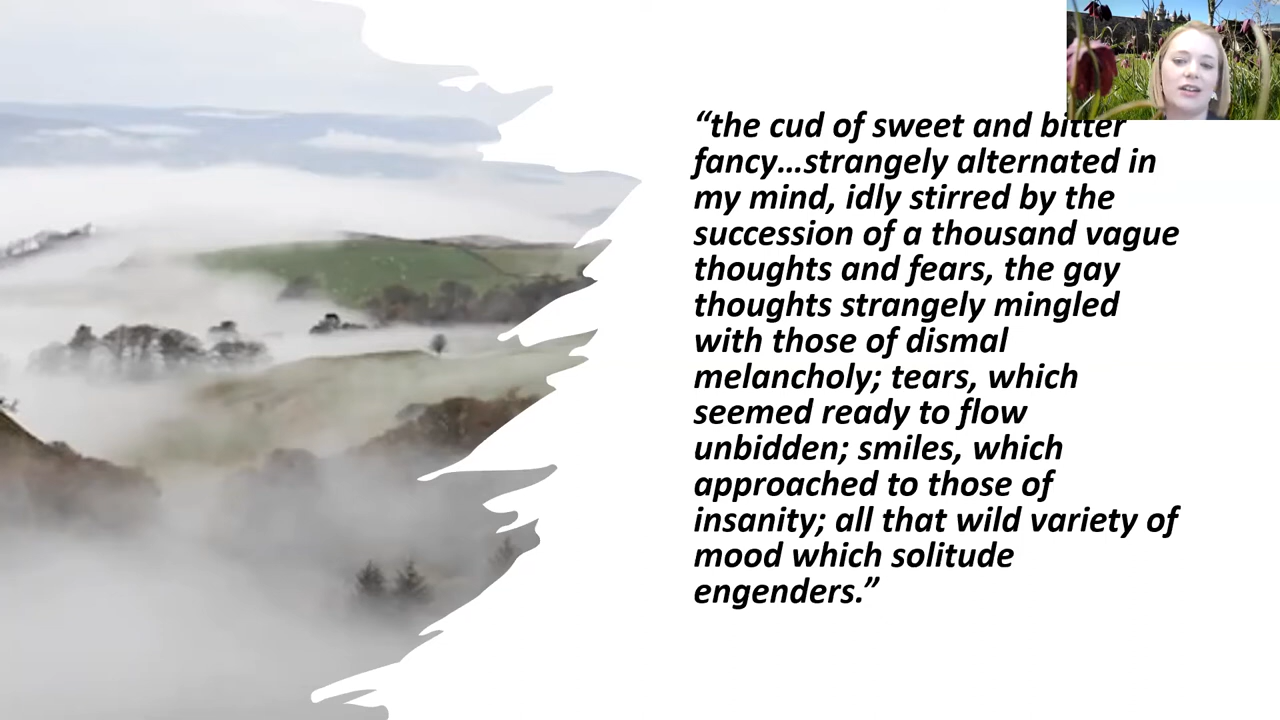 “the cud of sweet and bitter
fancy...strangely alternated in
my mind, idly stirred by the
succession of a thousand vague
thoughts and fears, the gay
thoughts strangely mingled
with those of dismal
melancholy; tears, which
seemed ready to flow
unbidden; smiles, which
approached to those of
insanity; all that wild variety of
mood which solitude
engenders.”